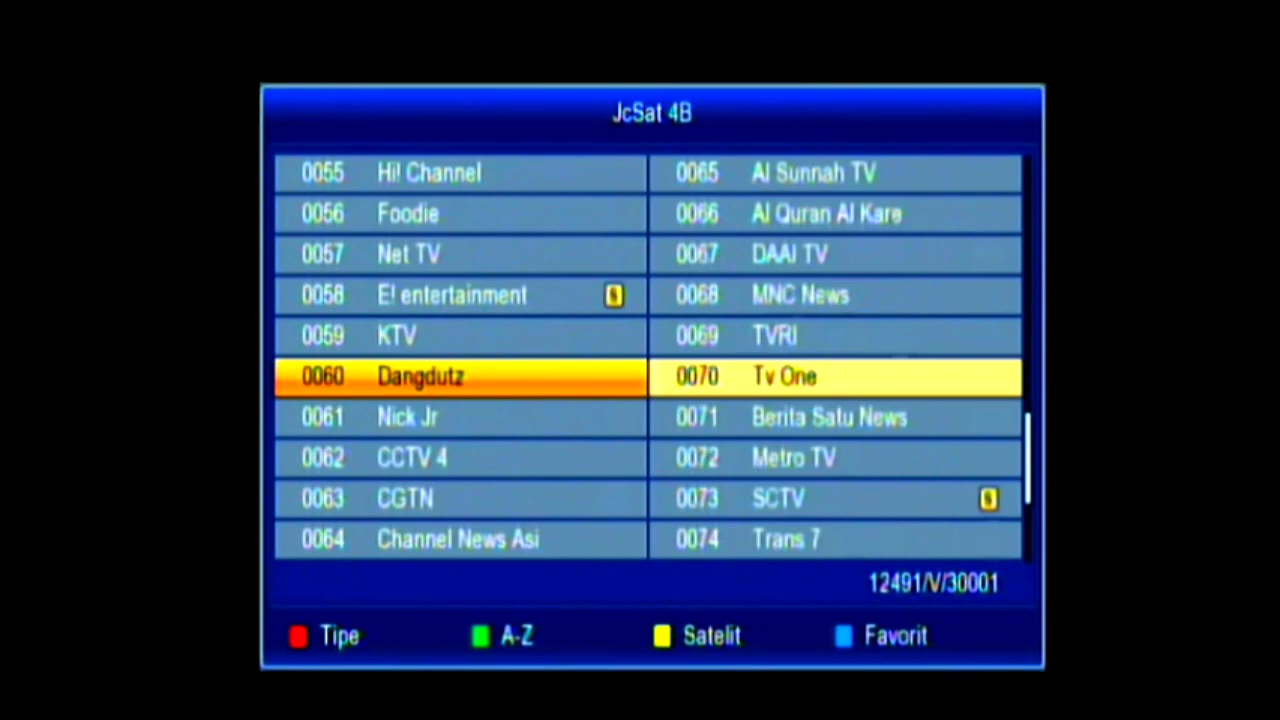 JcSat 4B
0055 Hi! Channel
0056 Foodie
0057 Net TV
0058 E! entertainment $
0059 KTV
0060 Dangdutz
0061 Nick Jr
0062 CCTV 4
0063 CGTN
0064 Channel News Asi
0065 Al Sunnah TV
0066 Al Quran Al Kare
0067 DAAI TV
0068 MNC News
0069 TVRI
0070 Tv One
0071 Berita Satu News
0072 Metro TV
0073 SCTV $
0074 Trans 7
12491/V/30001
Tipe
A-Z
Satelit
Favorit